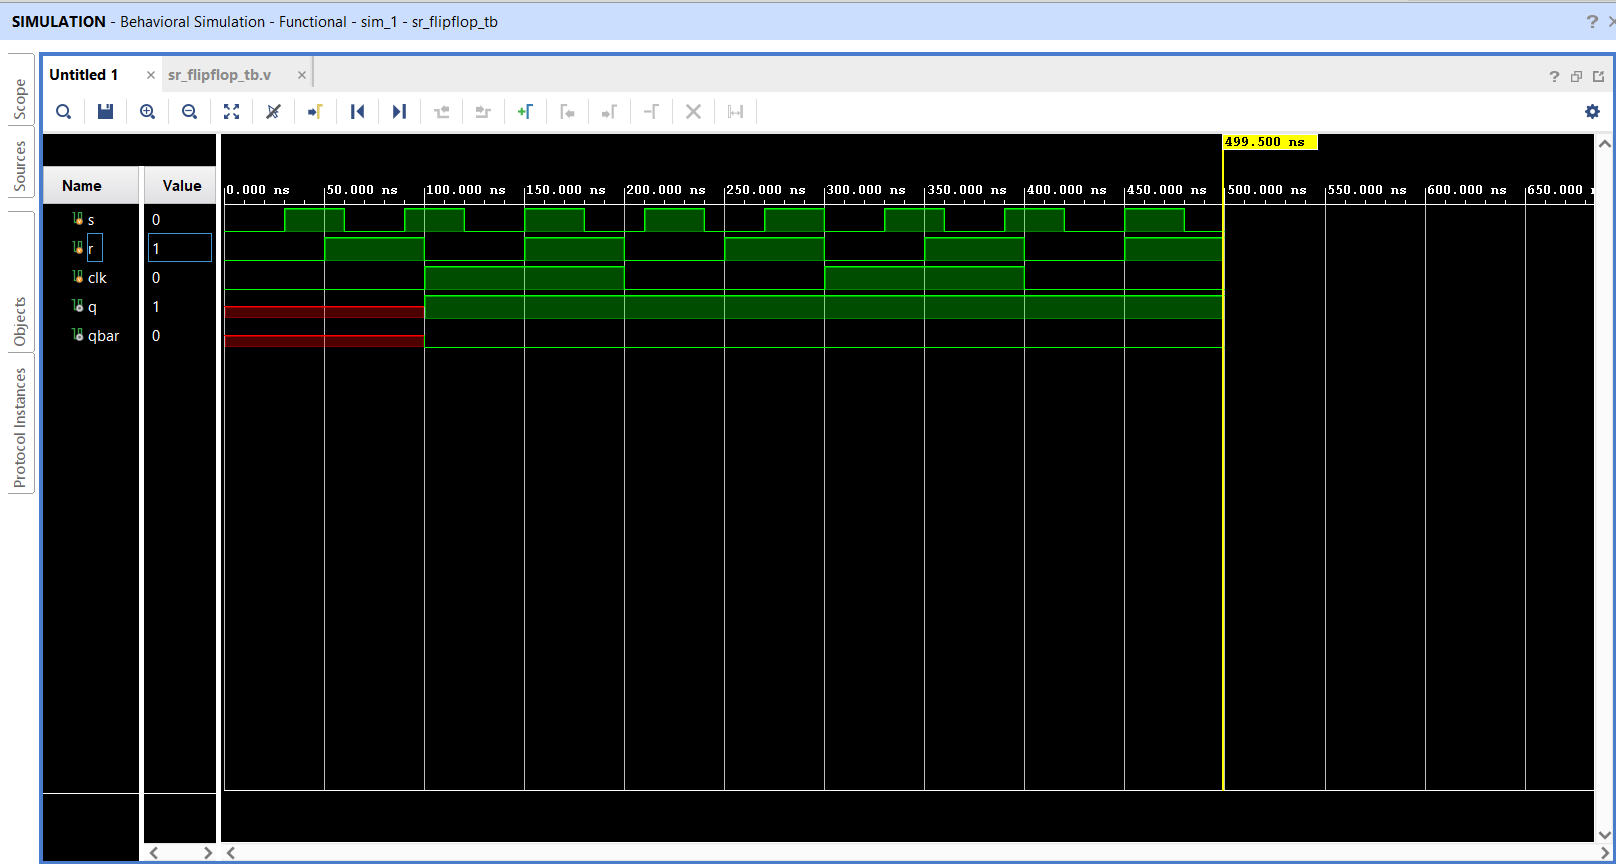 SIMULATION - Behavioral Simulation - Functional - sim_1 - sr_flipflop_tb
Scope
Sources
Objects
Protocol Instances
Untitled 1
sr_flipflop_tb.v
499.500 ns
Name Value
0.000 ns 50.000 ns 100.000 ns 150.000 ns 200.000 ns 250.000 ns 300.000 ns 350.000 ns 400.000 ns 450.000 ns 500.000 ns 550.000 ns 600.000 ns 650.000
s 0
r 1
clk 0
q 1
qbar 0